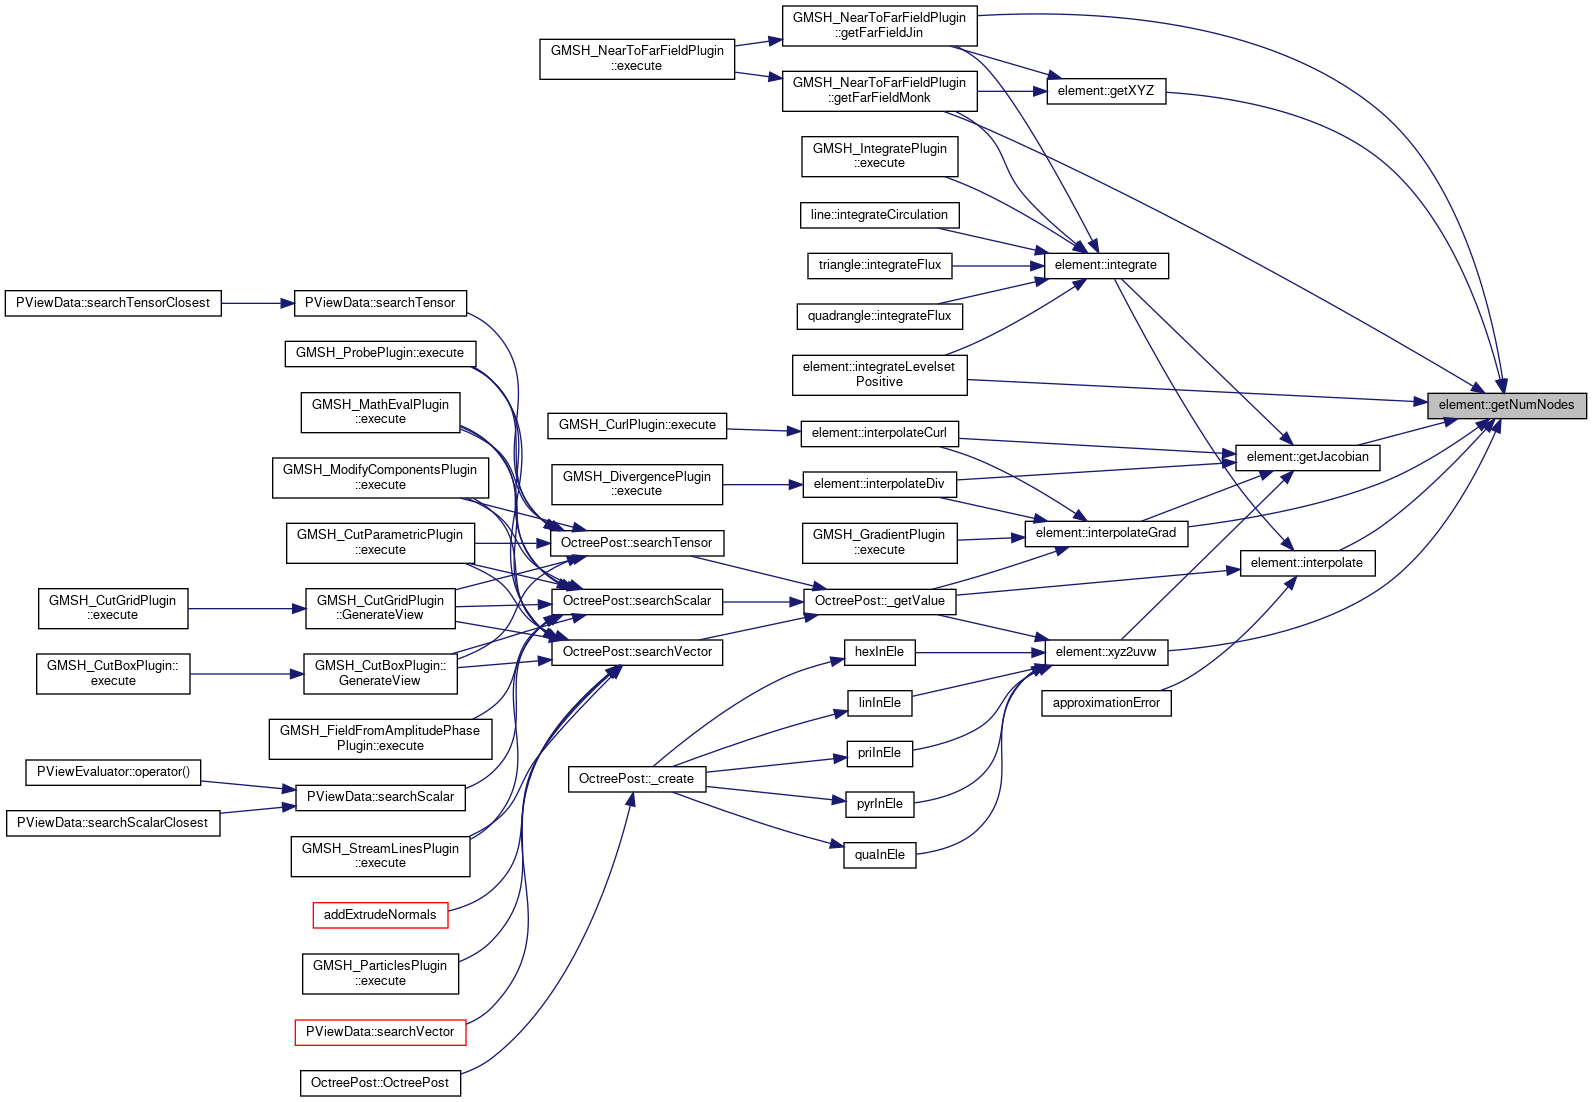 GMSH_NearToFarFieldPlugin
::getFarFieldJin
GMSH_NearToFarFieldPlugin
::execute
GMSH_NearToFarFieldPlugin
::getFarFieldMonk
element::getXYZ
GMSH_IntegratePlugin
::execute
line::integrateCirculation
triangle::integrateFlux
element::integrate
quadrangle::integrateFlux
PViewData::searchTensorClosest
PViewData::searchTensor
GMSH_ProbePlugin::execute
element::integrateLevelset
Positive
GMSH_MathEvalPlugin
::execute
element::getNumNodes
GMSH_CurlPlugin::execute
element::interpolateCurl
element::getJacobian
GMSH_ModifyComponentsPlugin
::execute
GMSH_DivergencePlugin
::execute
element::interpolateDiv
GMSH_CutParametricPlugin
::execute
OctreePost::searchTensor
GMSH_GradientPlugin
::execute
element::interpolateGrad
element::interpolate
GMSH_CutGridPlugin
::execute
GMSH_CutGridPlugin
::GenerateView
OctreePost::searchScalar
OctreePost::_getValue
GMSH_CutBoxPlugin::
execute
GMSH_CutBoxPlugin::
GenerateView
OctreePost::searchVector
hexInEle
element::xyz2uvw
linInEle
approximationError
GMSH_FieldFromAmplitudePhase
Plugin::execute
priInEle
PViewEvaluator::operator()
PViewData::searchScalar
OctreePost::_create
pyrInEle
PViewData::searchScalarClosest
GMSH_StreamLinesPlugin
::execute
quaInEle
addExtrudeNormals
GMSH_ParticlesPlugin
::execute
PViewData::searchVector
OctreePost::OctreePost